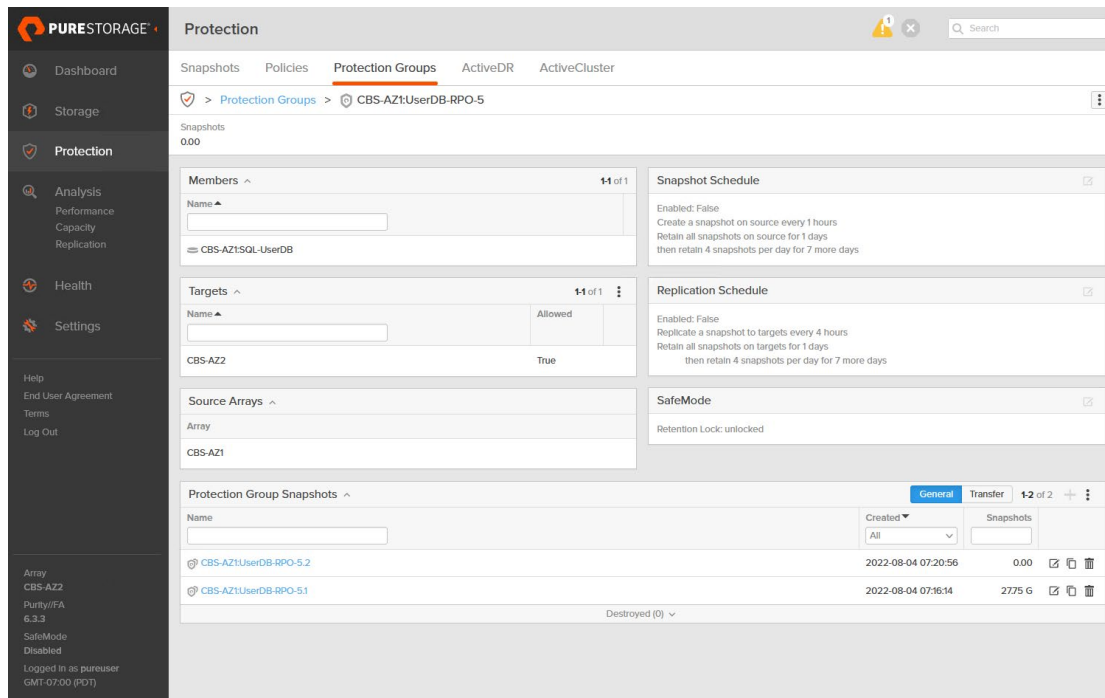 PURESTORAGE®
Protection
1
Search
Dashboard
Storage
Protection
Analysis
Performance
Capacity
Replication
Health
Settings
Help
End User Agreement
Terms
Log Out
Array
CBS-AZ2
Purity//FA
6.3.3
SafeMode
Disabled
Logged in as pureuser
GMT-07:00 (PDT)
Snapshots Policies Protection Groups ActiveDR ActiveCluster
> Protection Groups > CBS-AZ1:UserDB-RPO-5
Snapshots
0.00
Members 1-1 of 1
Name
CBS-AZ1:SQL-UserDB
Snapshot Schedule
Enabled: False
Create a snapshot on source every 1 hours
Retain all snapshots on source for 1 days
then retain 4 snapshots per day for 7 more days
Targets 1-1 of 1
Name Allowed
CBS-AZ2 True
Replication Schedule
Enabled: False
Replicate a snapshot to targets every 4 hours
Retain all snapshots on targets for 1 days
then retain 4 snapshots per day for 7 more days
Source Arrays
Array
CBS-AZ1
SafeMode
Retention Lock: unlocked
Protection Group Snapshots General Transfer 1-2 of 2
Name Created Snapshots
All
CBS-AZ1:UserDB-RPO-5.2 2022-08-04 07:20:56 0.00
CBS-AZ1:UserDB-RPO-5.1 2022-08-04 07:16:14 27.75 G
Destroyed (0)